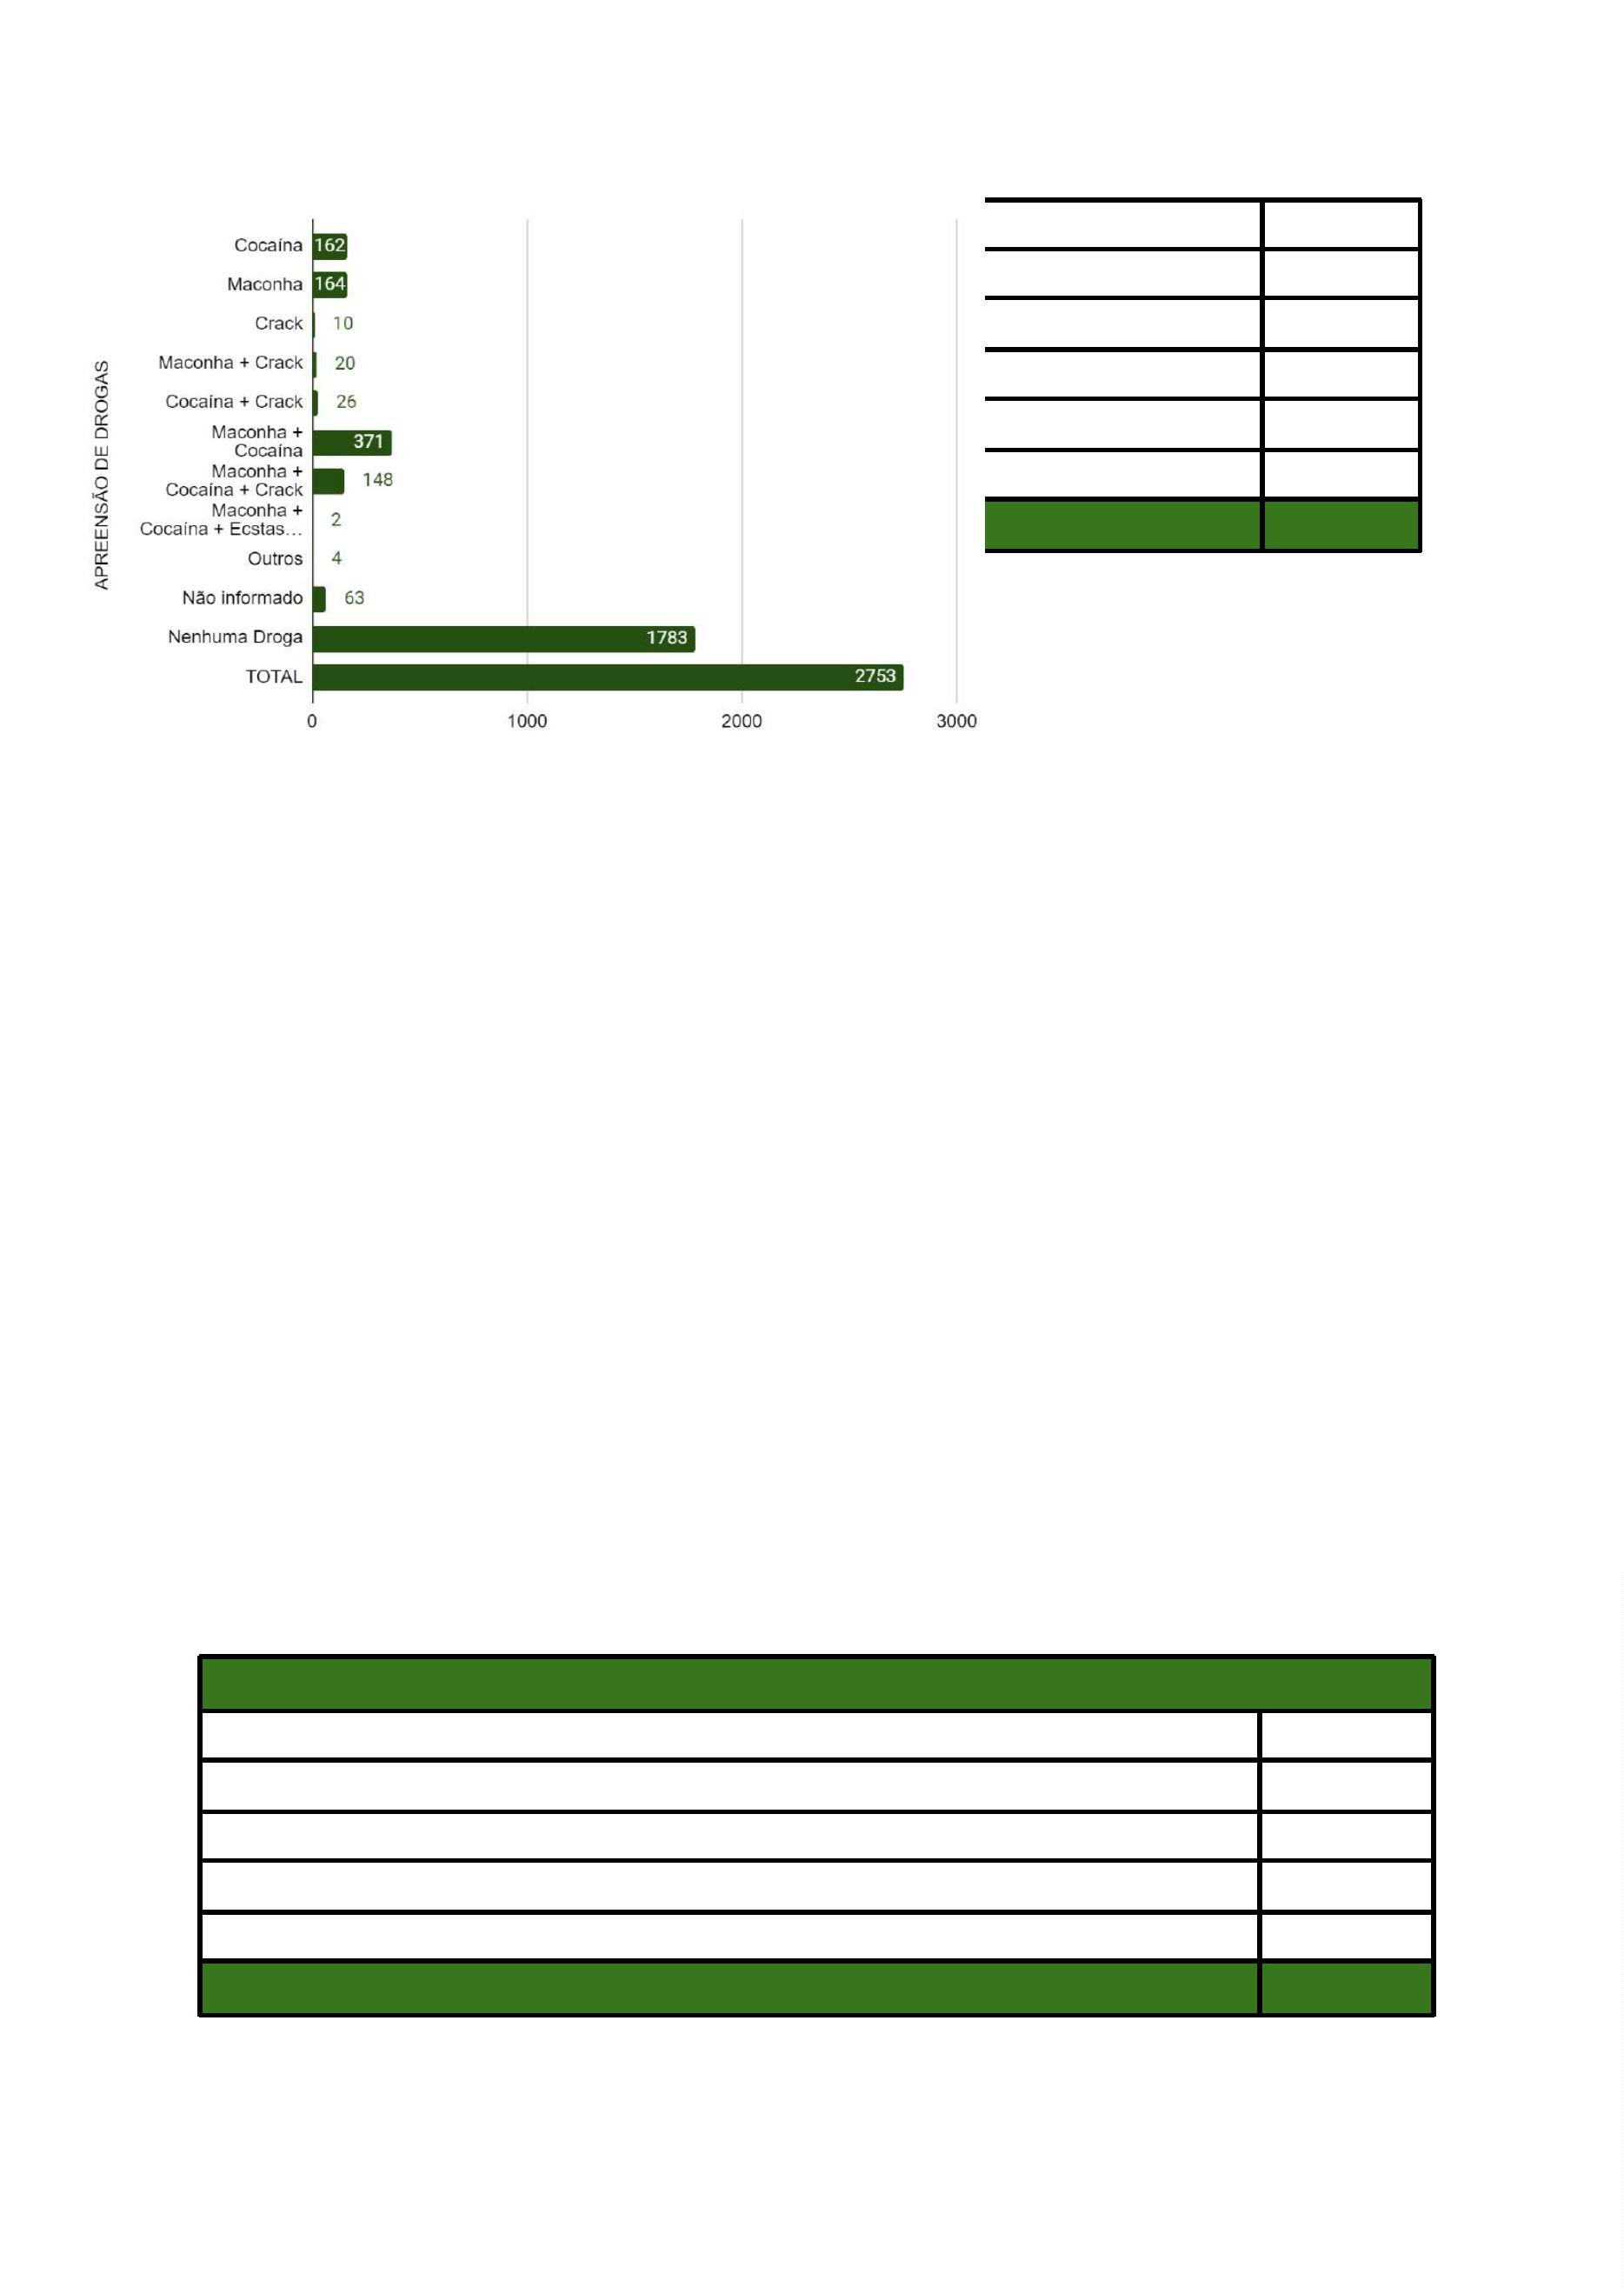 APREENSÃO DE DROGAS
Cocaína 162
Maconha 164
Crack 10
Maconha + Crack 20
Cocaína + Crack 26
Maconha +
Cocaína 371
Maconha +
Cocaína + Crack 148
Maconha +
Cocaína + Ecstas... 2
Outros 4
Não informado 63
Nenhuma Droga 1783
TOTAL 2753
0 1000 2000 3000